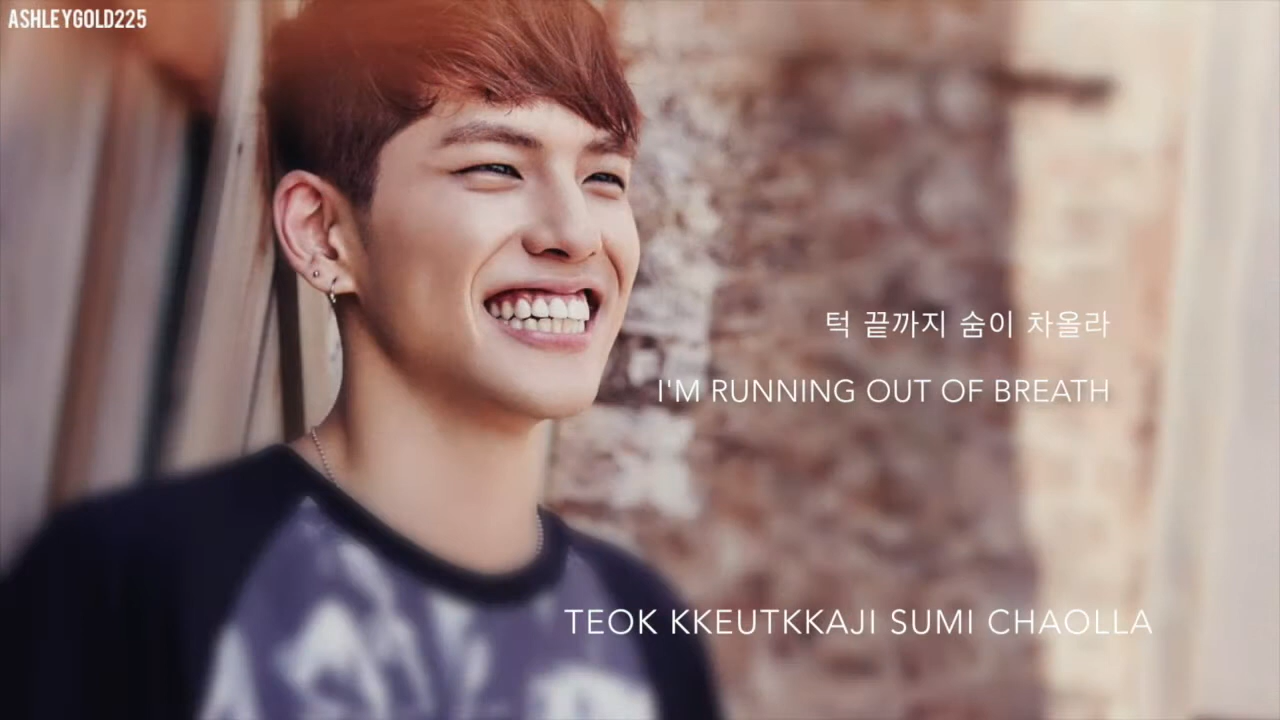 ASHLEYGOLD225
턱 끝까지 숨이 차올라
I'M RUNNING OUT OF BREATH
TEOK KKEUTKKAJI SUMI CHAOLLA